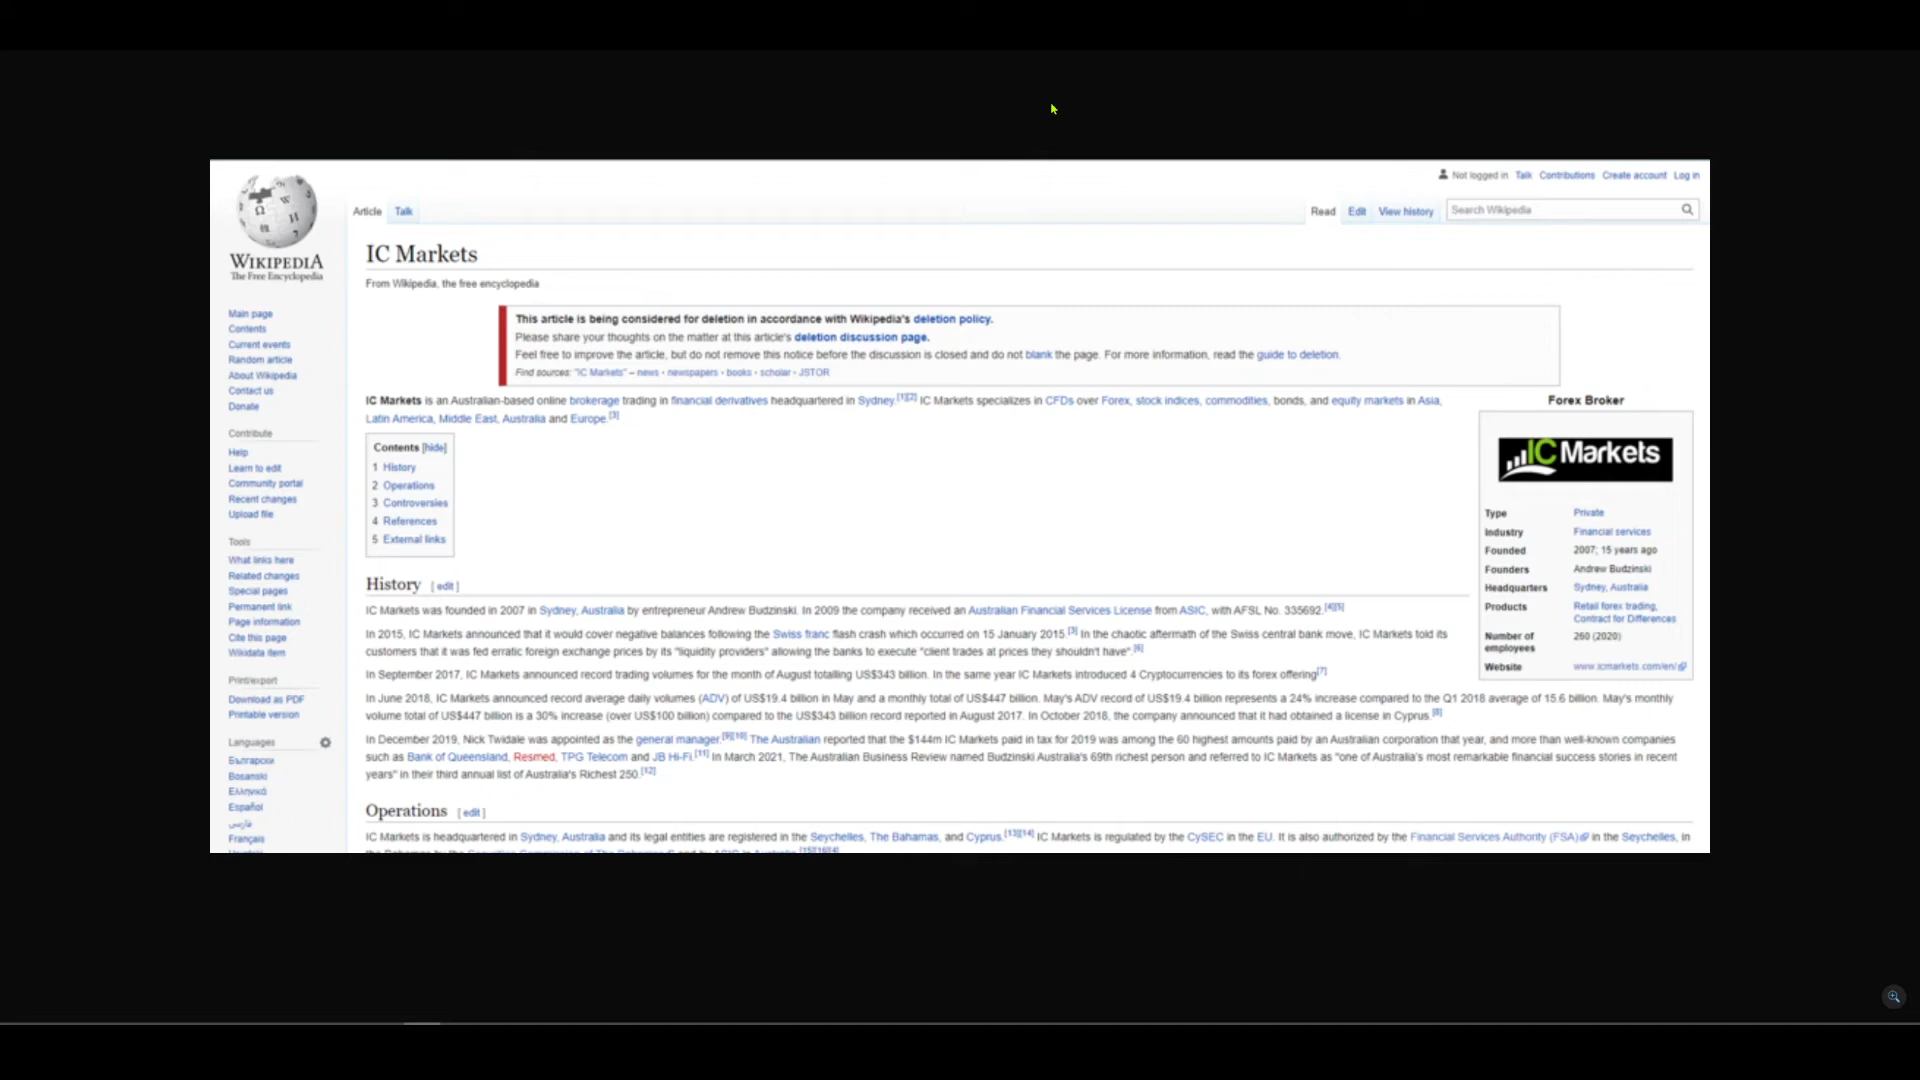 Not logged in Talk Contributions Create account Log in
Article Talk Read Edit View history Search Wikipedia
WIKIPEDIA
The Free Encyclopedia
Main page
Contents
Current events
Random article
About Wikipedia
Contact us
Donate
Contribute
Help
Learn to edit
Community portal
Recent changes
Upload file
Tools
What links here
Related changes
Special pages
Permanent link
Page information
Cite this page
Wikidata item
Print/export
Download as PDF
Printable version
Languages
Български
Bosanski
Ελληνικά
Español
فارسی
Français
IC Markets
From Wikipedia, the free encyclopedia
This article is being considered for deletion in accordance with Wikipedia's deletion policy.
Please share your thoughts on the matter at this article's deletion discussion page.
Feel free to improve the article, but do not remove this notice before the discussion is closed and do not blank the page. For more information, read the guide to deletion.
Find sources: "IC Markets" – news · newspapers · books · scholar · JSTOR
IC Markets is an Australian-based online brokerage trading in financial derivatives headquartered in Sydney.[1][2] IC Markets specializes in CFDs over Forex, stock indices, commodities, bonds, and equity markets in Asia,
Latin America, Middle East, Australia and Europe.[3]
Contents [hide]
1 History
2 Operations
3 Controversies
4 References
5 External links
Forex Broker
IC Markets
Type Private
Industry Financial services
Founded 2007; 15 years ago
Founders Andrew Budzinski
Headquarters Sydney, Australia
Products Retail forex trading,
Contract for Differences
Number of 260 (2020)
employees
Website www.icmarkets.com/en/
History [ edit ]
IC Markets was founded in 2007 in Sydney, Australia by entrepreneur Andrew Budzinski. In 2009 the company received an Australian Financial Services License from ASIC, with AFSL No. 335692.[4][5]
In 2015, IC Markets announced that it would cover negative balances following the Swiss franc flash crash which occurred on 15 January 2015.[3] In the chaotic aftermath of the Swiss central bank move, IC Markets told its
customers that it was fed erratic foreign exchange prices by its "liquidity providers" allowing the banks to execute "client trades at prices they shouldn't have".[6]
In September 2017, IC Markets announced record trading volumes for the month of August totalling US$343 billion. In the same year IC Markets introduced 4 Cryptocurrencies to its forex offering[7]
In June 2018, IC Markets announced record average daily volumes (ADV) of US$19.4 billion in May and a monthly total of US$447 billion. May's ADV record of US$19.4 billion represents a 24% increase compared to the Q1 2018 average of 15.6 billion. May's monthly
volume total of US$447 billion is a 30% increase (over US$100 billion) compared to the US$343 billion record reported in August 2017. In October 2018, the company announced that it had obtained a license in Cyprus.[8]
In December 2019, Nick Twidale was appointed as the general manager.[9][10] The Australian reported that the $144m IC Markets paid in tax for 2019 was among the 60 highest amounts paid by an Australian corporation that year, and more than well-known companies
such as Bank of Queensland, Resmed, TPG Telecom and JB Hi-Fi.[11] In March 2021, The Australian Business Review named Budzinski Australia's 69th richest person and referred to IC Markets as "one of Australia's most remarkable financial success stories in recent
years" in their third annual list of Australia's Richest 250.[12]
Operations [ edit ]
IC Markets is headquartered in Sydney, Australia and its legal entities are registered in the Seychelles, The Bahamas, and Cyprus.[13][14] IC Markets is regulated by the CySEC in the EU. It is also authorized by the Financial Services Authority (FSA) in the Seychelles, in